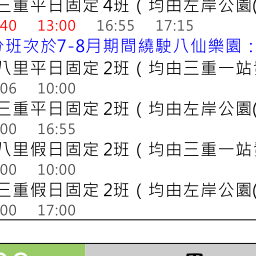 三重平日固定4班（均由左岸公園(
40 13:00 16:55 17:15
班次於7-8月期間繞駛八仙樂園：
八里平日固定2班（均由三重一站
06 10:00
三重平日固定2班（均由左岸公園(
00 16:55
八里假日固定2班（均由三重一站
00 10:00
三重假日固定2班（均由左岸公園(
00 17:00